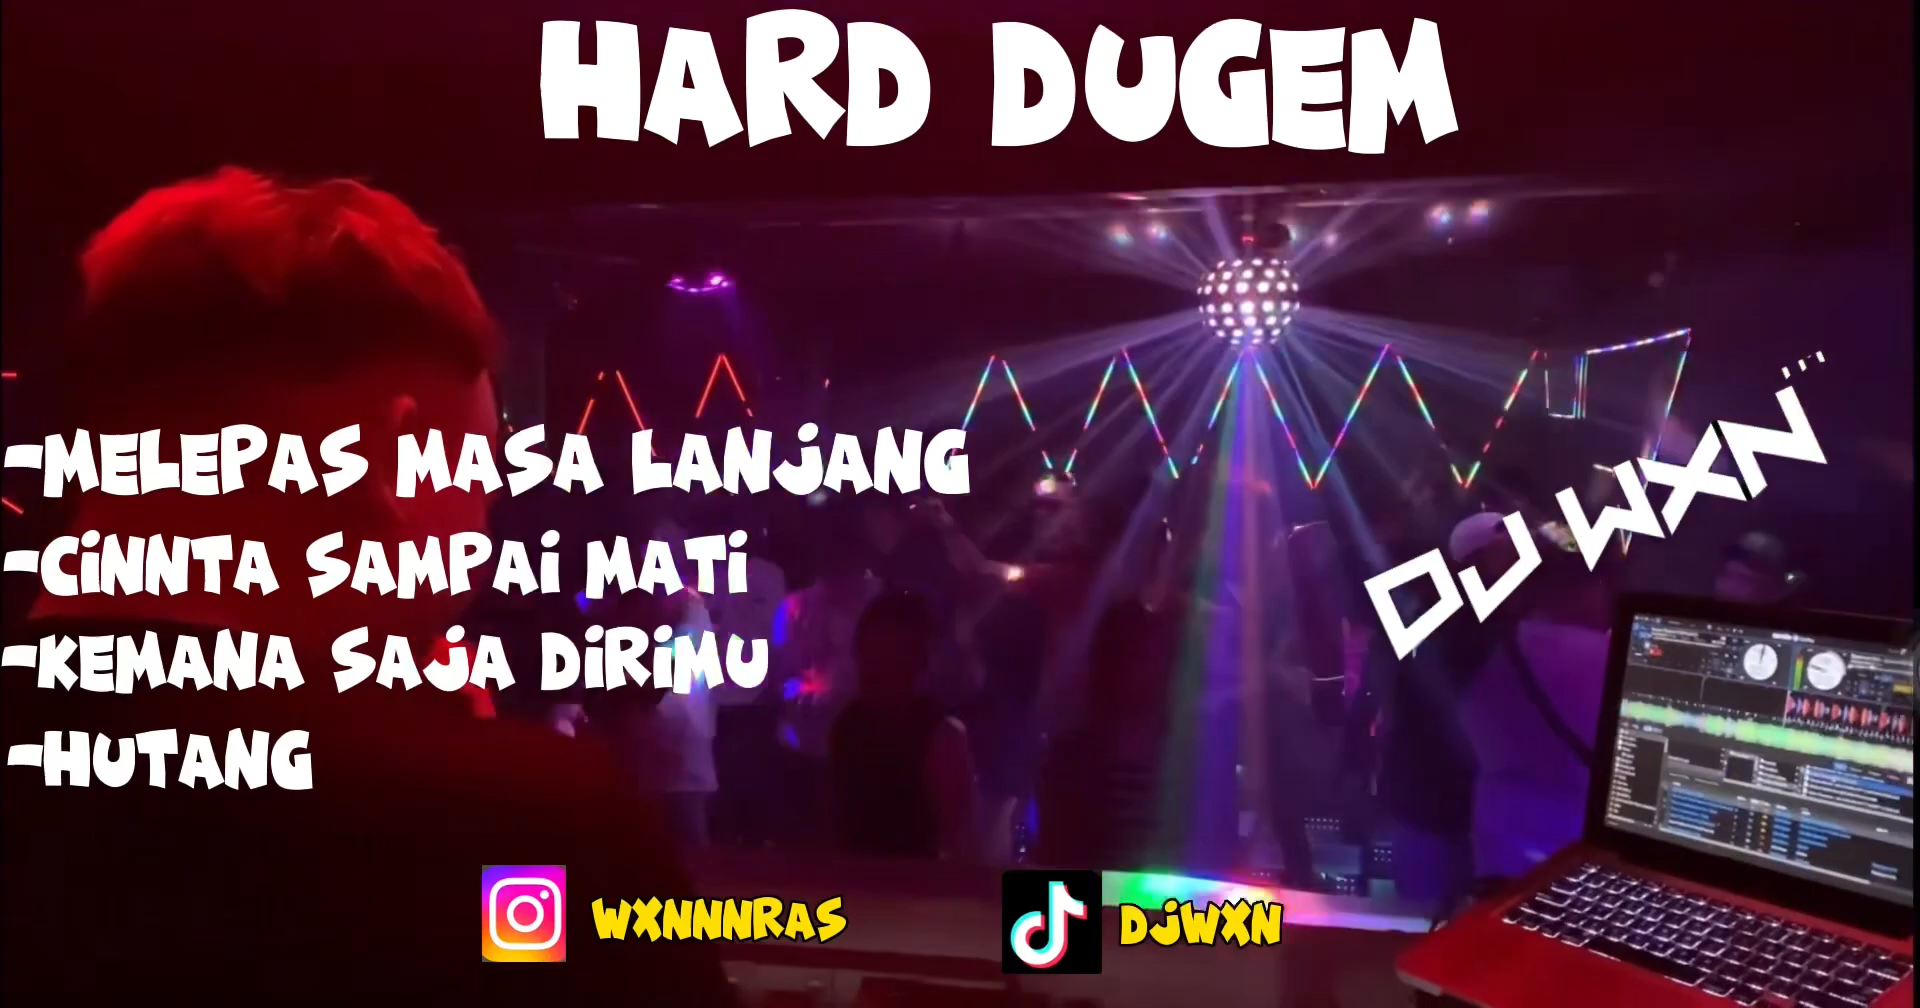 HARD DUGEM
-MELEPAS MASA LANJANG
-CINNTA SAMPAI MATI
-KEMANA SAJA DIRIMU
-HUTANG
DJ WXN
WXNNNRAS
DJWXN